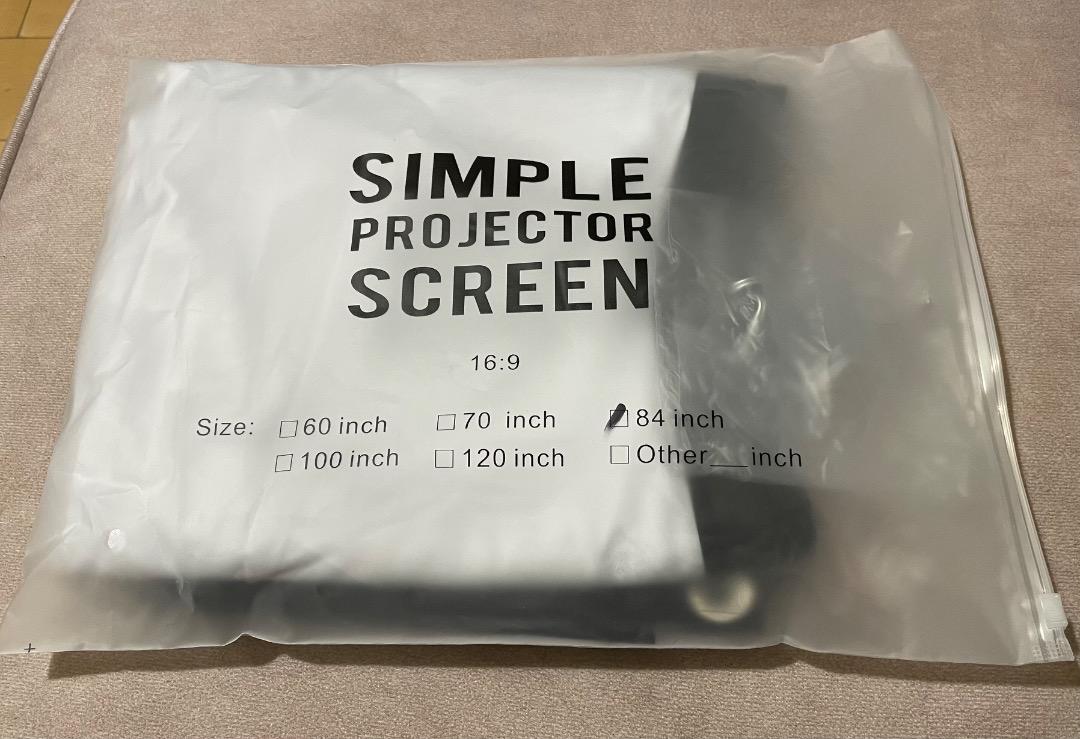 SIMPLE
PROJECTOR
SCREEN
16:9
Size: □60 inch □70 inch □84 inch
□100 inch □120 inch □Other___inch